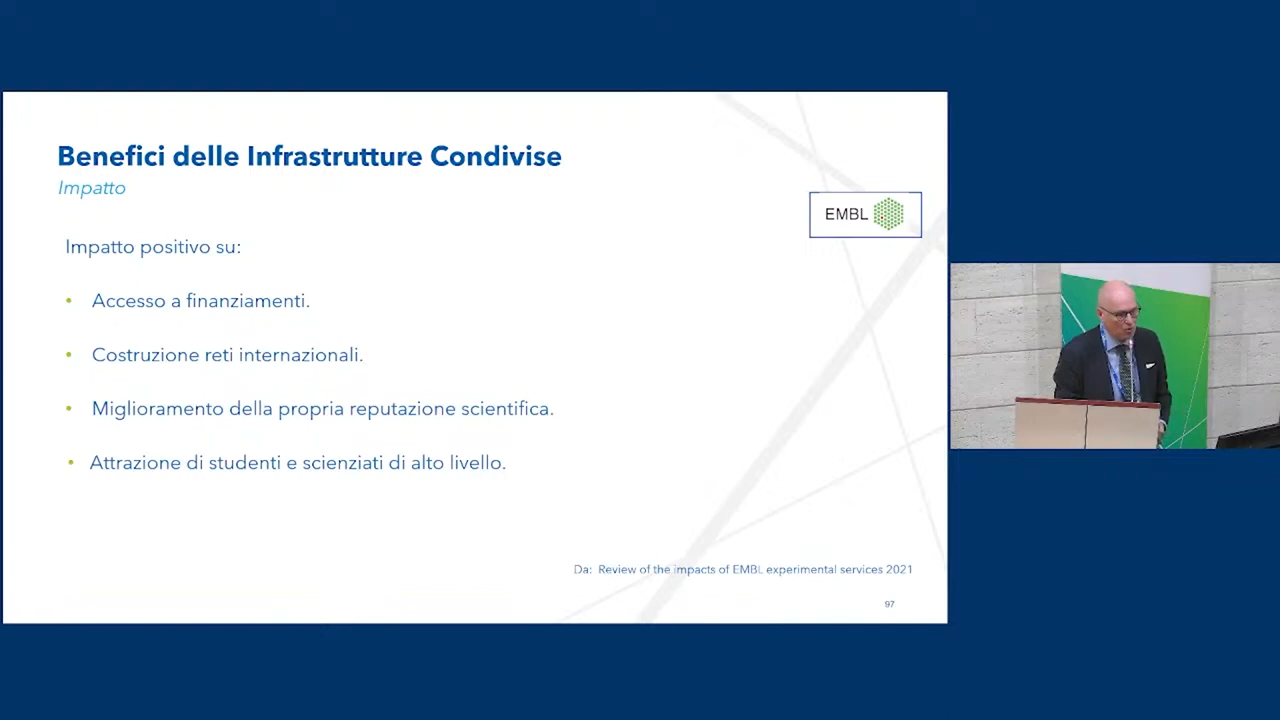 Benefici delle Infrastrutture Condivise
Impatto
EMBL
Impatto positivo su:
• Accesso a finanziamenti.
• Costruzione reti internazionali.
• Miglioramento della propria reputazione scientifica.
• Attrazione di studenti e scienziati di alto livello.
Da: Review of the impacts of EMBL experimental services 2021
97